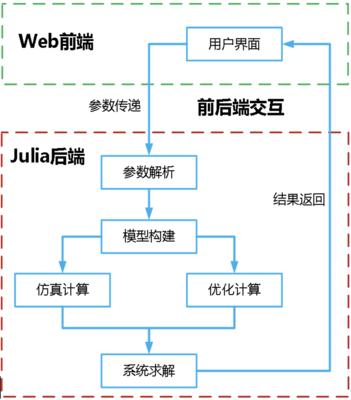 Web前端
用户界面
参数传递
前后端交互
Julia后端
参数解析
结果返回
模型构建
仿真计算
优化计算
系统求解